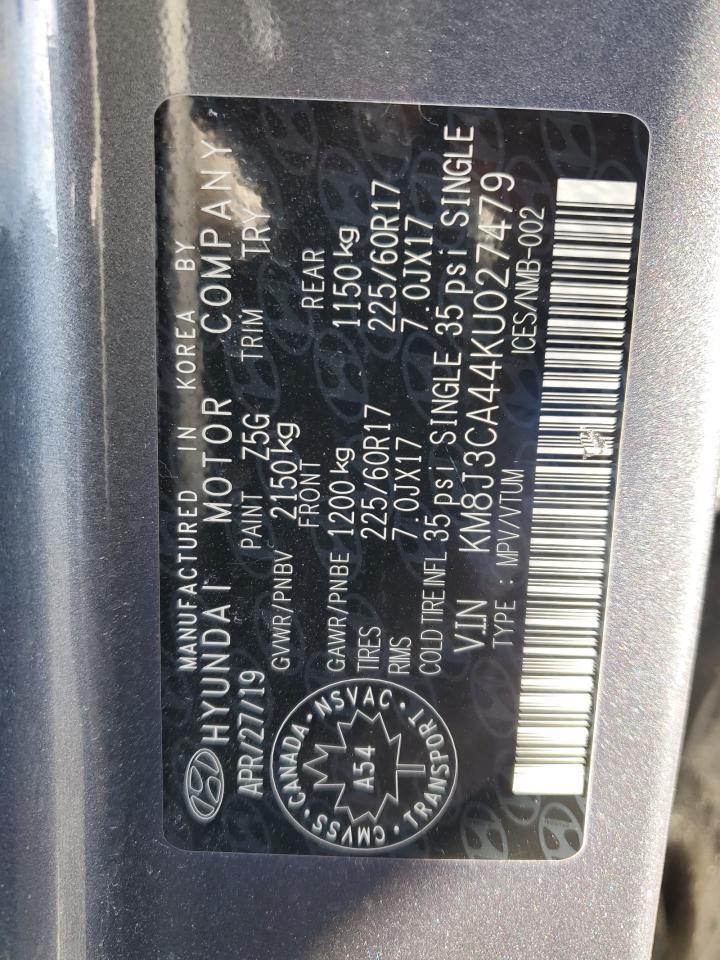 MANUFACTURED IN KOREA BY
HYUNDAI MOTOR COMPANY
APR/27/19 PAINT Z5G TRIM TRY
GVWR/PNBV 2150kg
FRONT REAR
GAWR/PNBE 1200kg 1150kg
TIRES 225/60R17 225/60R17
RIMS 7.0JX17 7.0JX17
COLD TIRE INFL 35 psi SINGLE 35 psi SINGLE
V.I.N KM8J3CA44KU027479
TYPE : MPV/VTUM ICES/NMB-002
CMVSS · CANADA · NSVAC · TRANSPORT ·
A54